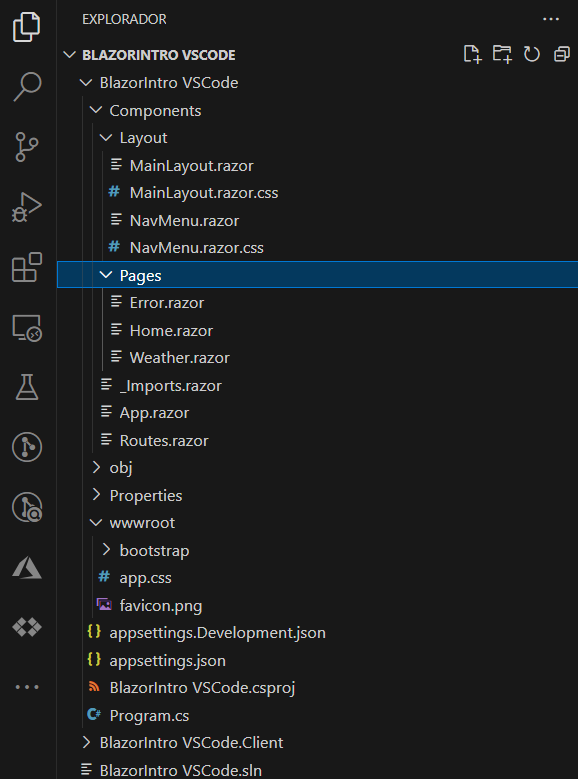 EXPLORADOR
BLAZORINTRO VSCODE
BlazorIntro VSCode
Components
Layout
MainLayout.razor
MainLayout.razor.css
NavMenu.razor
NavMenu.razor.css
Pages
Error.razor
Home.razor
Weather.razor
_Imports.razor
App.razor
Routes.razor
obj
Properties
wwwroot
bootstrap
app.css
favicon.png
appsettings.Development.json
appsettings.json
BlazorIntro VSCode.csproj
Program.cs
BlazorIntro VSCode.Client
BlazorIntro VSCode.sln